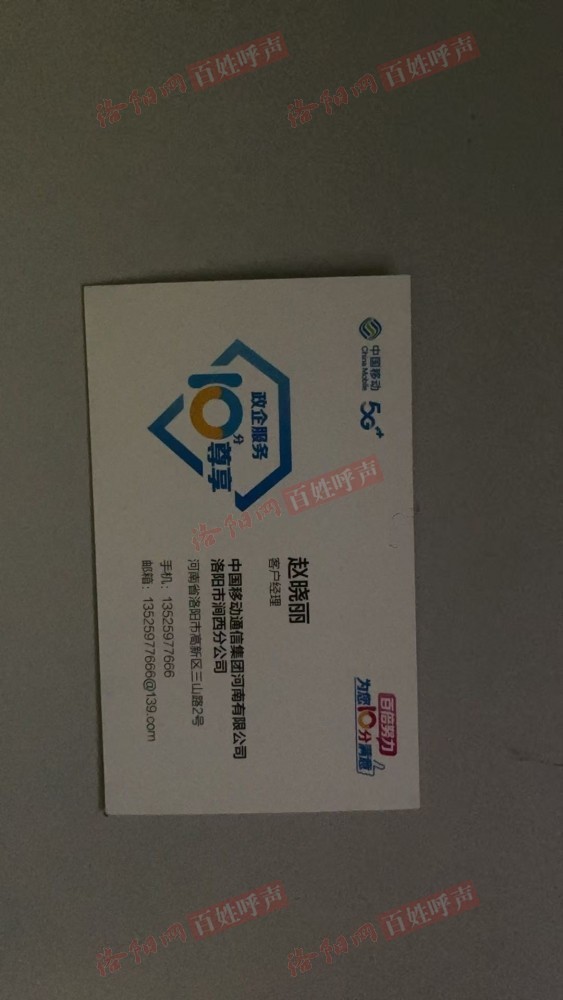 中国移动
China Mobile
5G+
百倍努力
为您10分满意
政企服务
10分
尊享
赵晓丽
客户经理
中国移动通信集团河南有限公司
洛阳市涧西分公司
河南省洛阳市高新区三山路2号
手机：13525977666
邮箱：13525977666@139.com
洛阳网 百姓呼声
洛阳网 百姓呼声
洛阳网 百姓呼声
洛阳网 百姓呼声
洛阳网 百姓呼声